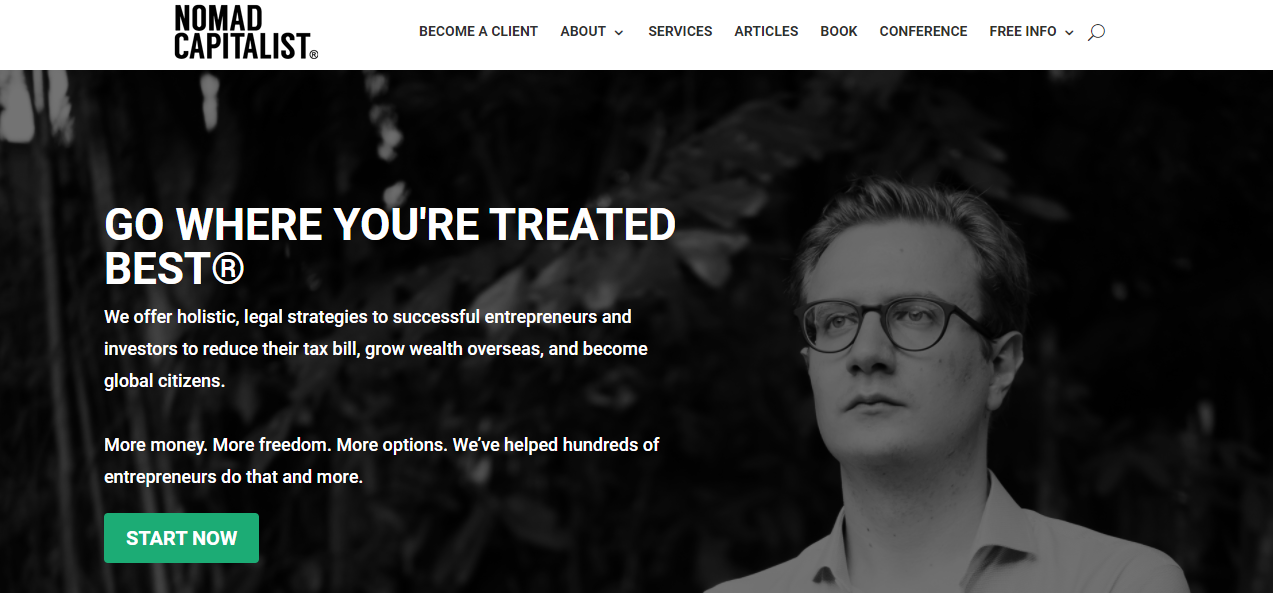 NOMAD
CAPITALIST®
BECOME A CLIENT ABOUT SERVICES ARTICLES BOOK CONFERENCE FREE INFO
GO WHERE YOU'RE TREATED
BEST®
We offer holistic, legal strategies to successful entrepreneurs and
investors to reduce their tax bill, grow wealth overseas, and become
global citizens.
More money. More freedom. More options. We’ve helped hundreds of
entrepreneurs do that and more.
START NOW